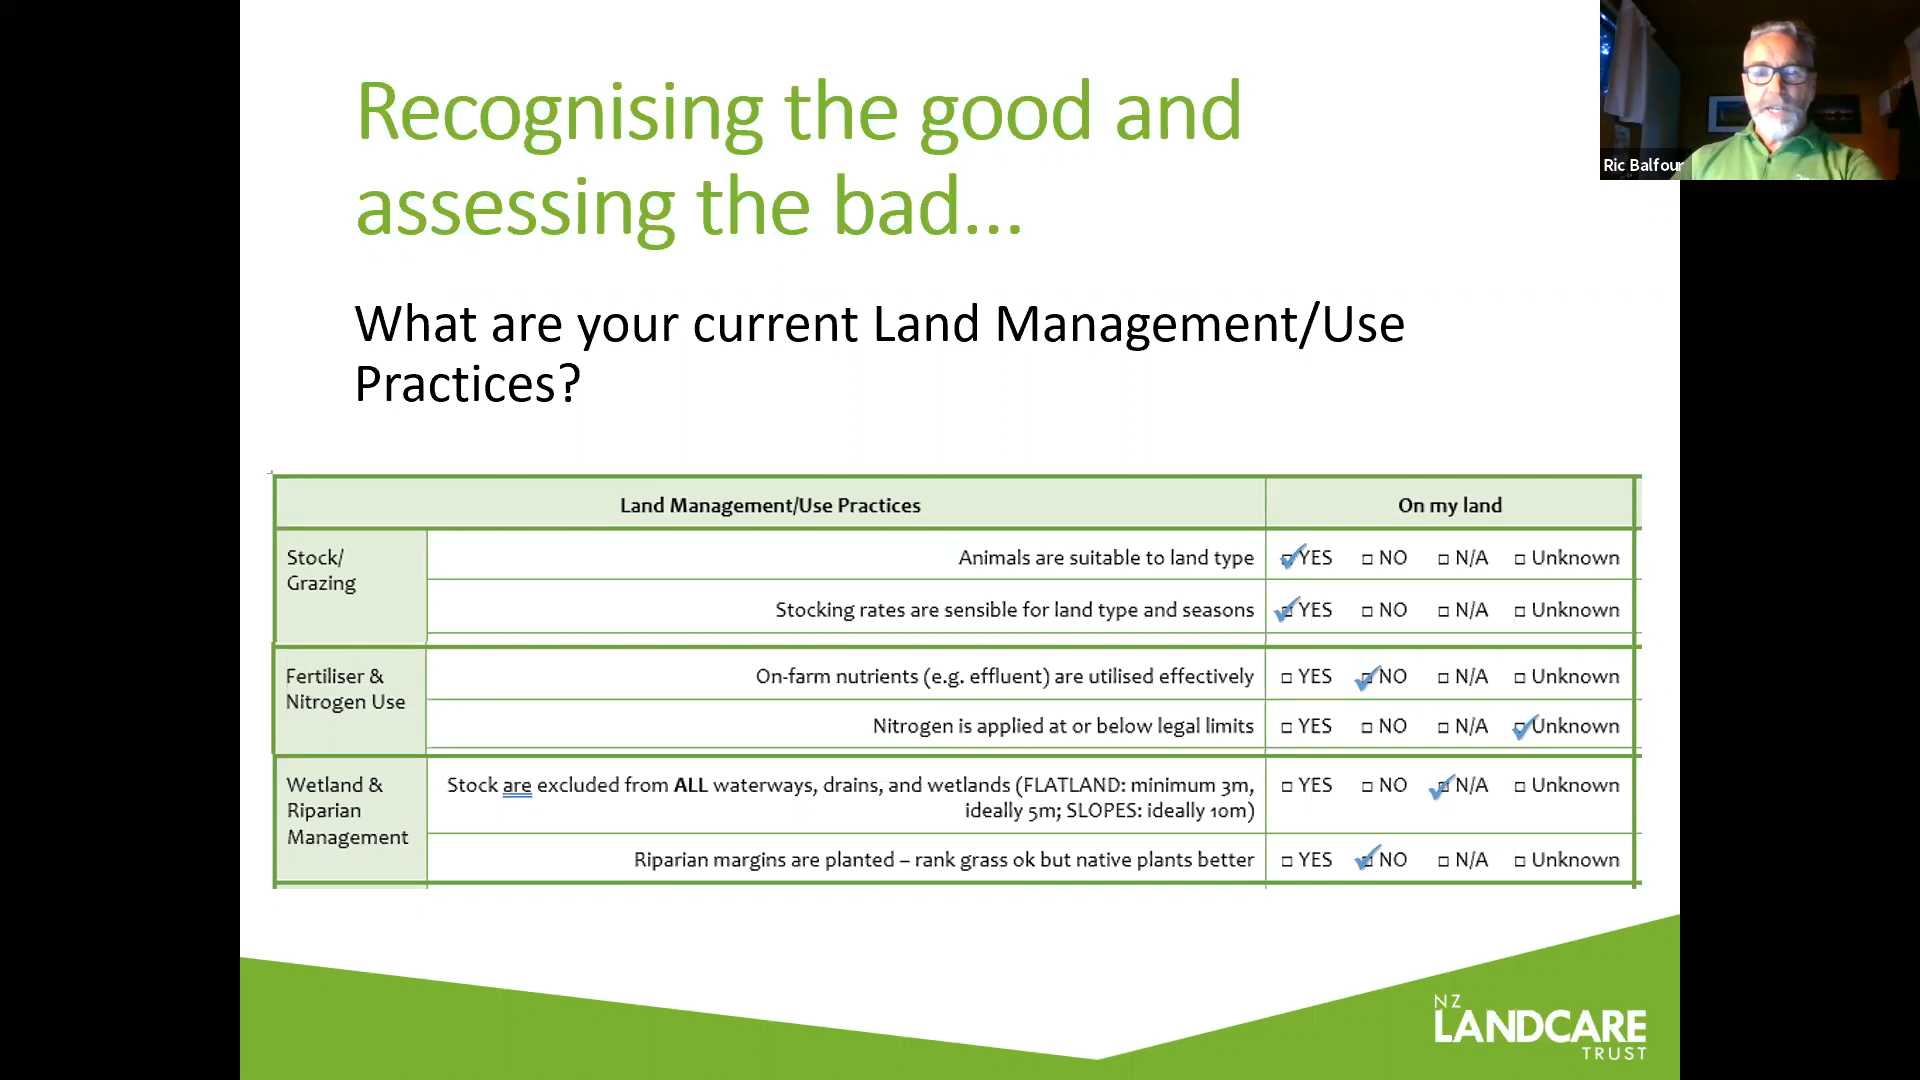 Recognising the good and
assessing the bad...
Ric Balfour
What are your current Land Management/Use
Practices?
Land Management/Use Practices On my land
Stock/
Grazing
Animals are suitable to land type □ YES □ NO □ N/A □ Unknown
Stocking rates are sensible for land type and seasons □ YES □ NO □ N/A □ Unknown
Fertiliser &
Nitrogen Use
On-farm nutrients (e.g. effluent) are utilised effectively □ YES □ NO □ N/A □ Unknown
Nitrogen is applied at or below legal limits □ YES □ NO □ N/A □ Unknown
Wetland &
Riparian
Management
Stock are excluded from ALL waterways, drains, and wetlands (FLATLAND: minimum 3m,
ideally 5m; SLOPES: ideally 10m)
□ YES □ NO □ N/A □ Unknown
Riparian margins are planted – rank grass ok but native plants better □ YES □ NO □ N/A □ Unknown
NZ
LANDCARE
TRUST